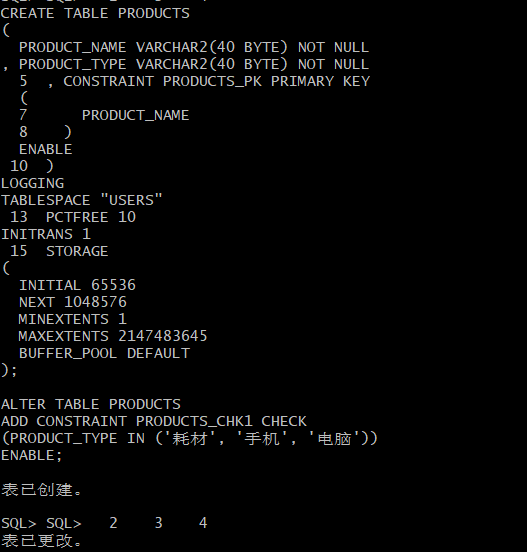 CREATE TABLE PRODUCTS
(
  PRODUCT_NAME VARCHAR2(40 BYTE) NOT NULL
, PRODUCT_TYPE VARCHAR2(40 BYTE) NOT NULL
  5  , CONSTRAINT PRODUCTS_PK PRIMARY KEY
  (
  7      PRODUCT_NAME
  8    )
  ENABLE
 10  )
LOGGING
TABLESPACE "USERS"
 13  PCTFREE 10
INITRANS 1
 15  STORAGE
(
  INITIAL 65536
  NEXT 1048576
  MINEXTENTS 1
  MAXEXTENTS 2147483645
  BUFFER_POOL DEFAULT
);
ALTER TABLE PRODUCTS
ADD CONSTRAINT PRODUCTS_CHK1 CHECK
(PRODUCT_TYPE IN ('耗材', '手机', '电脑'))
ENABLE;
表已创建。
SQL> SQL>   2    3    4
表已更改。